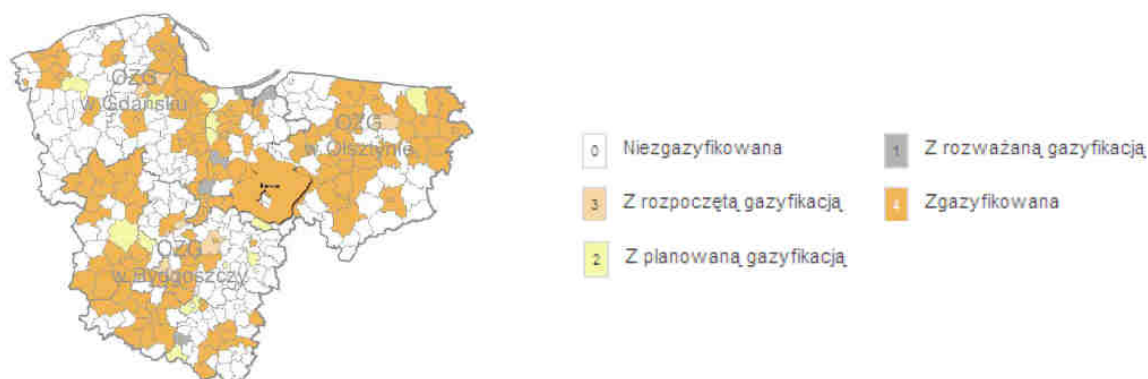 OZG
w Gdańsku
OZG
w Olsztynie
OZG
w Bydgoszczy
0 Niezgazyfikowana
1 Z rozważaną gazyfikacją
3 Z rozpoczętą gazyfikacją
4 Zgazyfikowana
2 Z planowaną gazyfikacją